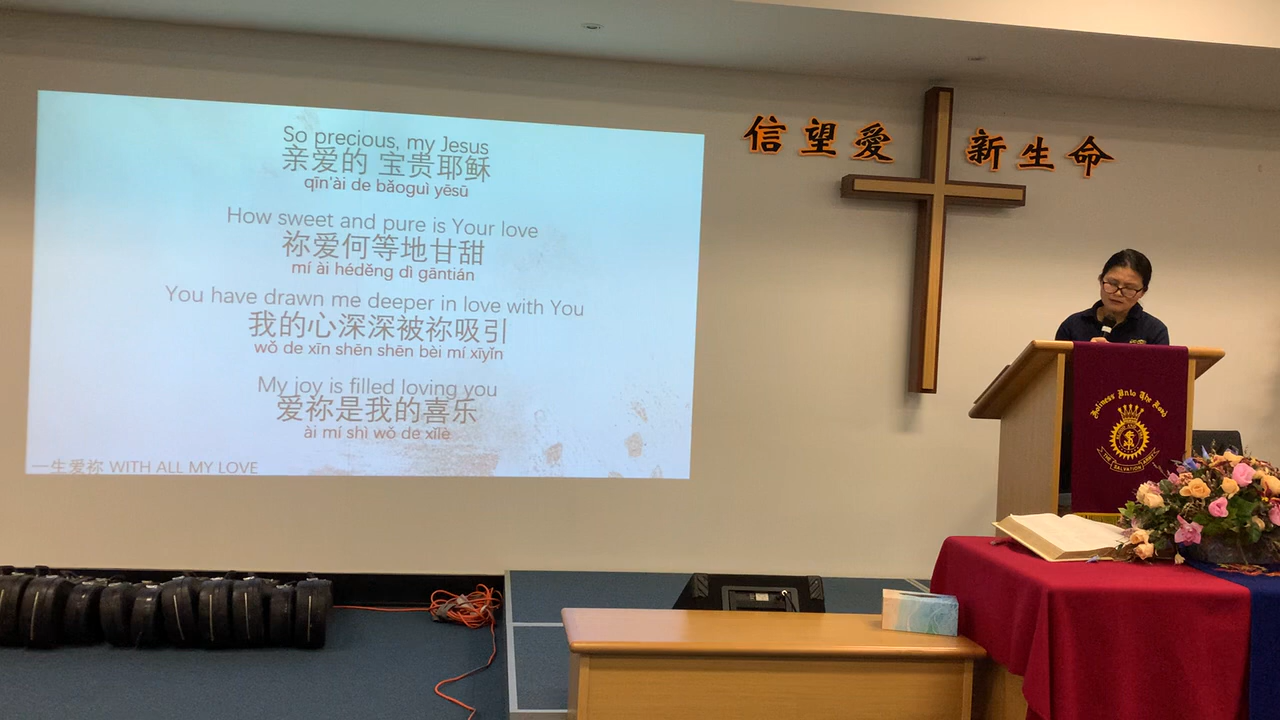 So precious, my Jesus
亲爱的 宝贵耶稣
qīn'ài de bǎoguì yēsū
How sweet and pure is Your love
祢爱何等地甘甜
mí ài héděng dì gāntián
You have drawn me deeper in love with You
我的心深深被祢吸引
wǒ de xīn shēn shēn bèi mí xīyǐn
My joy is filled loving you
爱祢是我的喜乐
ài mí shì wǒ de xǐlè
一生爱祢 WITH ALL MY LOVE
信望愛 新生命
Holiness Unto The Lord
THE SALVATION ARMY